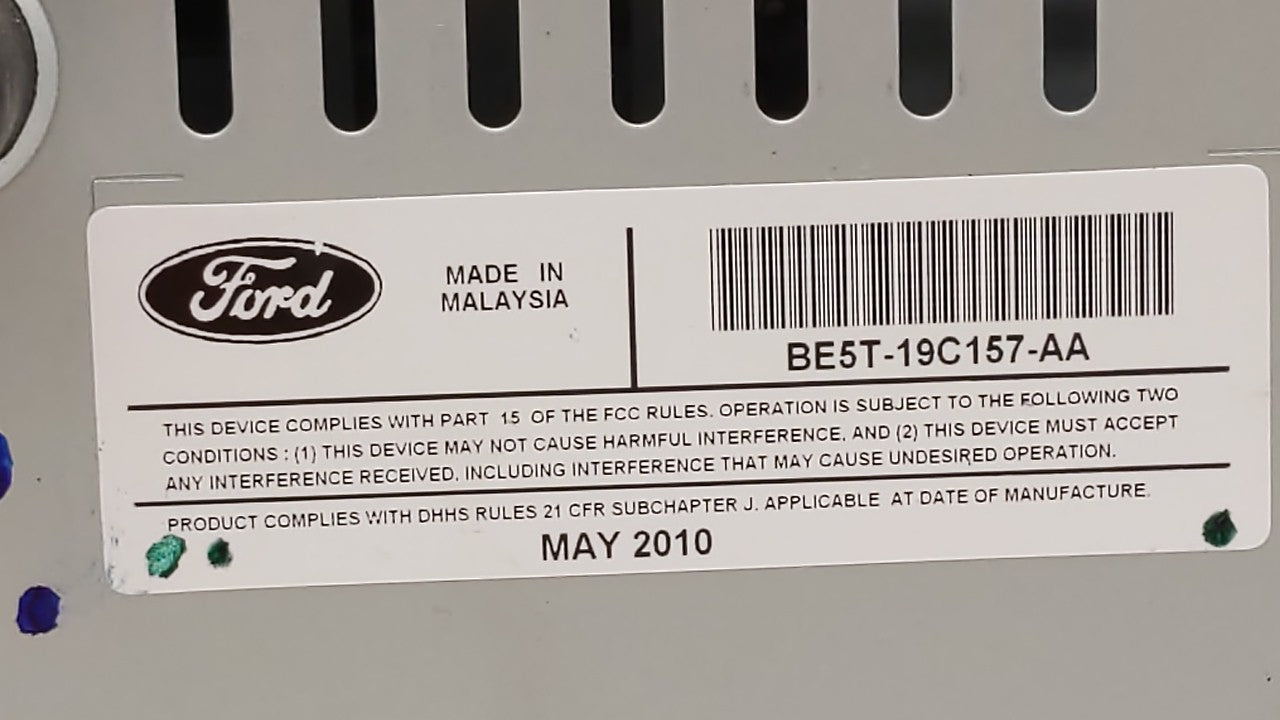 Ford
MADE IN
MALAYSIA
BE5T-19C157-AA
THIS DEVICE COMPLIES WITH PART 15 OF THE FCC RULES. OPERATION IS SUBJECT TO THE FOLLOWING TWO
CONDITIONS : (1) THIS DEVICE MAY NOT CAUSE HARMFUL INTERFERENCE, AND (2) THIS DEVICE MUST ACCEPT
ANY INTERFERENCE RECEIVED, INCLUDING INTERFERENCE THAT MAY CAUSE UNDESIRED OPERATION.
PRODUCT COMPLIES WITH DHHS RULES 21 CFR SUBCHAPTER J. APPLICABLE AT DATE OF MANUFACTURE.
MAY 2010